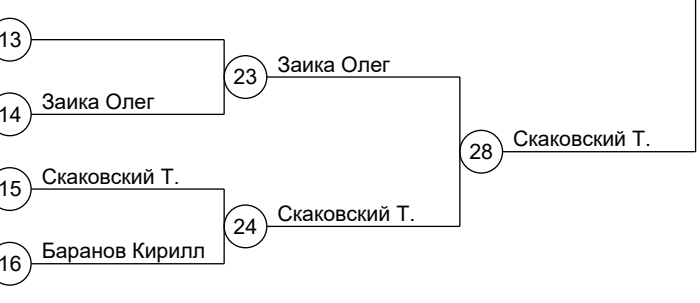 13
23 Заика Олег
14 Заика Олег
28 Скаковский Т.
15 Скаковский Т.
24 Скаковский Т.
16 Баранов Кирилл